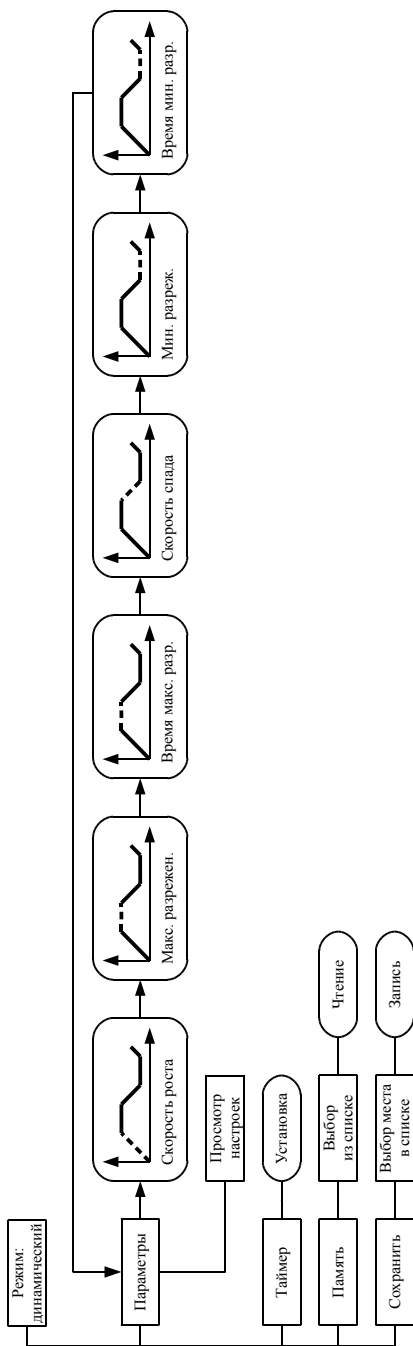 Режим:
динамический
Параметры
Скорость роста
Макс. разрежен.
Время макс. разр.
Скорость спада
Мин. разреж.
Время мин. разр.
Просмотр
настроек
Таймер
Установка
Память
Выбор
из списка
Чтение
Сохранить
Выбор места
в списке
Запись